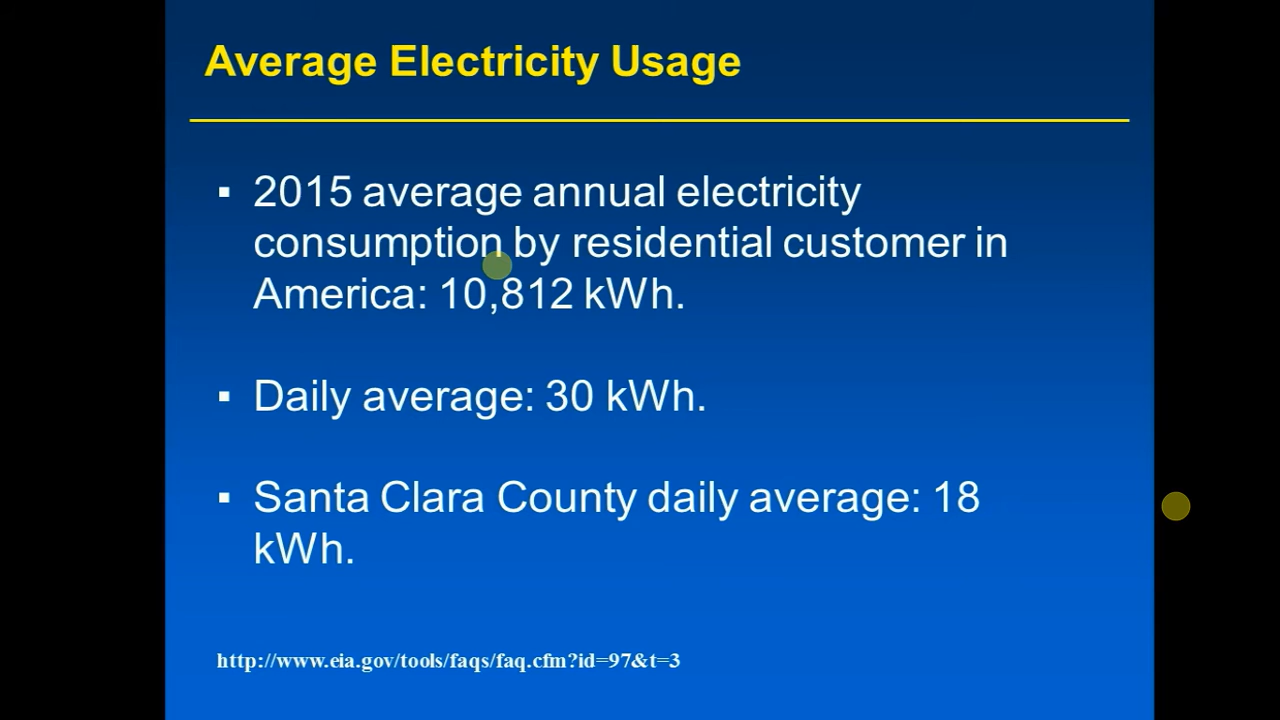 Average Electricity Usage
▪ 2015 average annual electricity
consumption by residential customer in
America: 10,812 kWh.
▪ Daily average: 30 kWh.
▪ Santa Clara County daily average: 18
kWh.
http://www.eia.gov/tools/faqs/faq.cfm?id=97&t=3